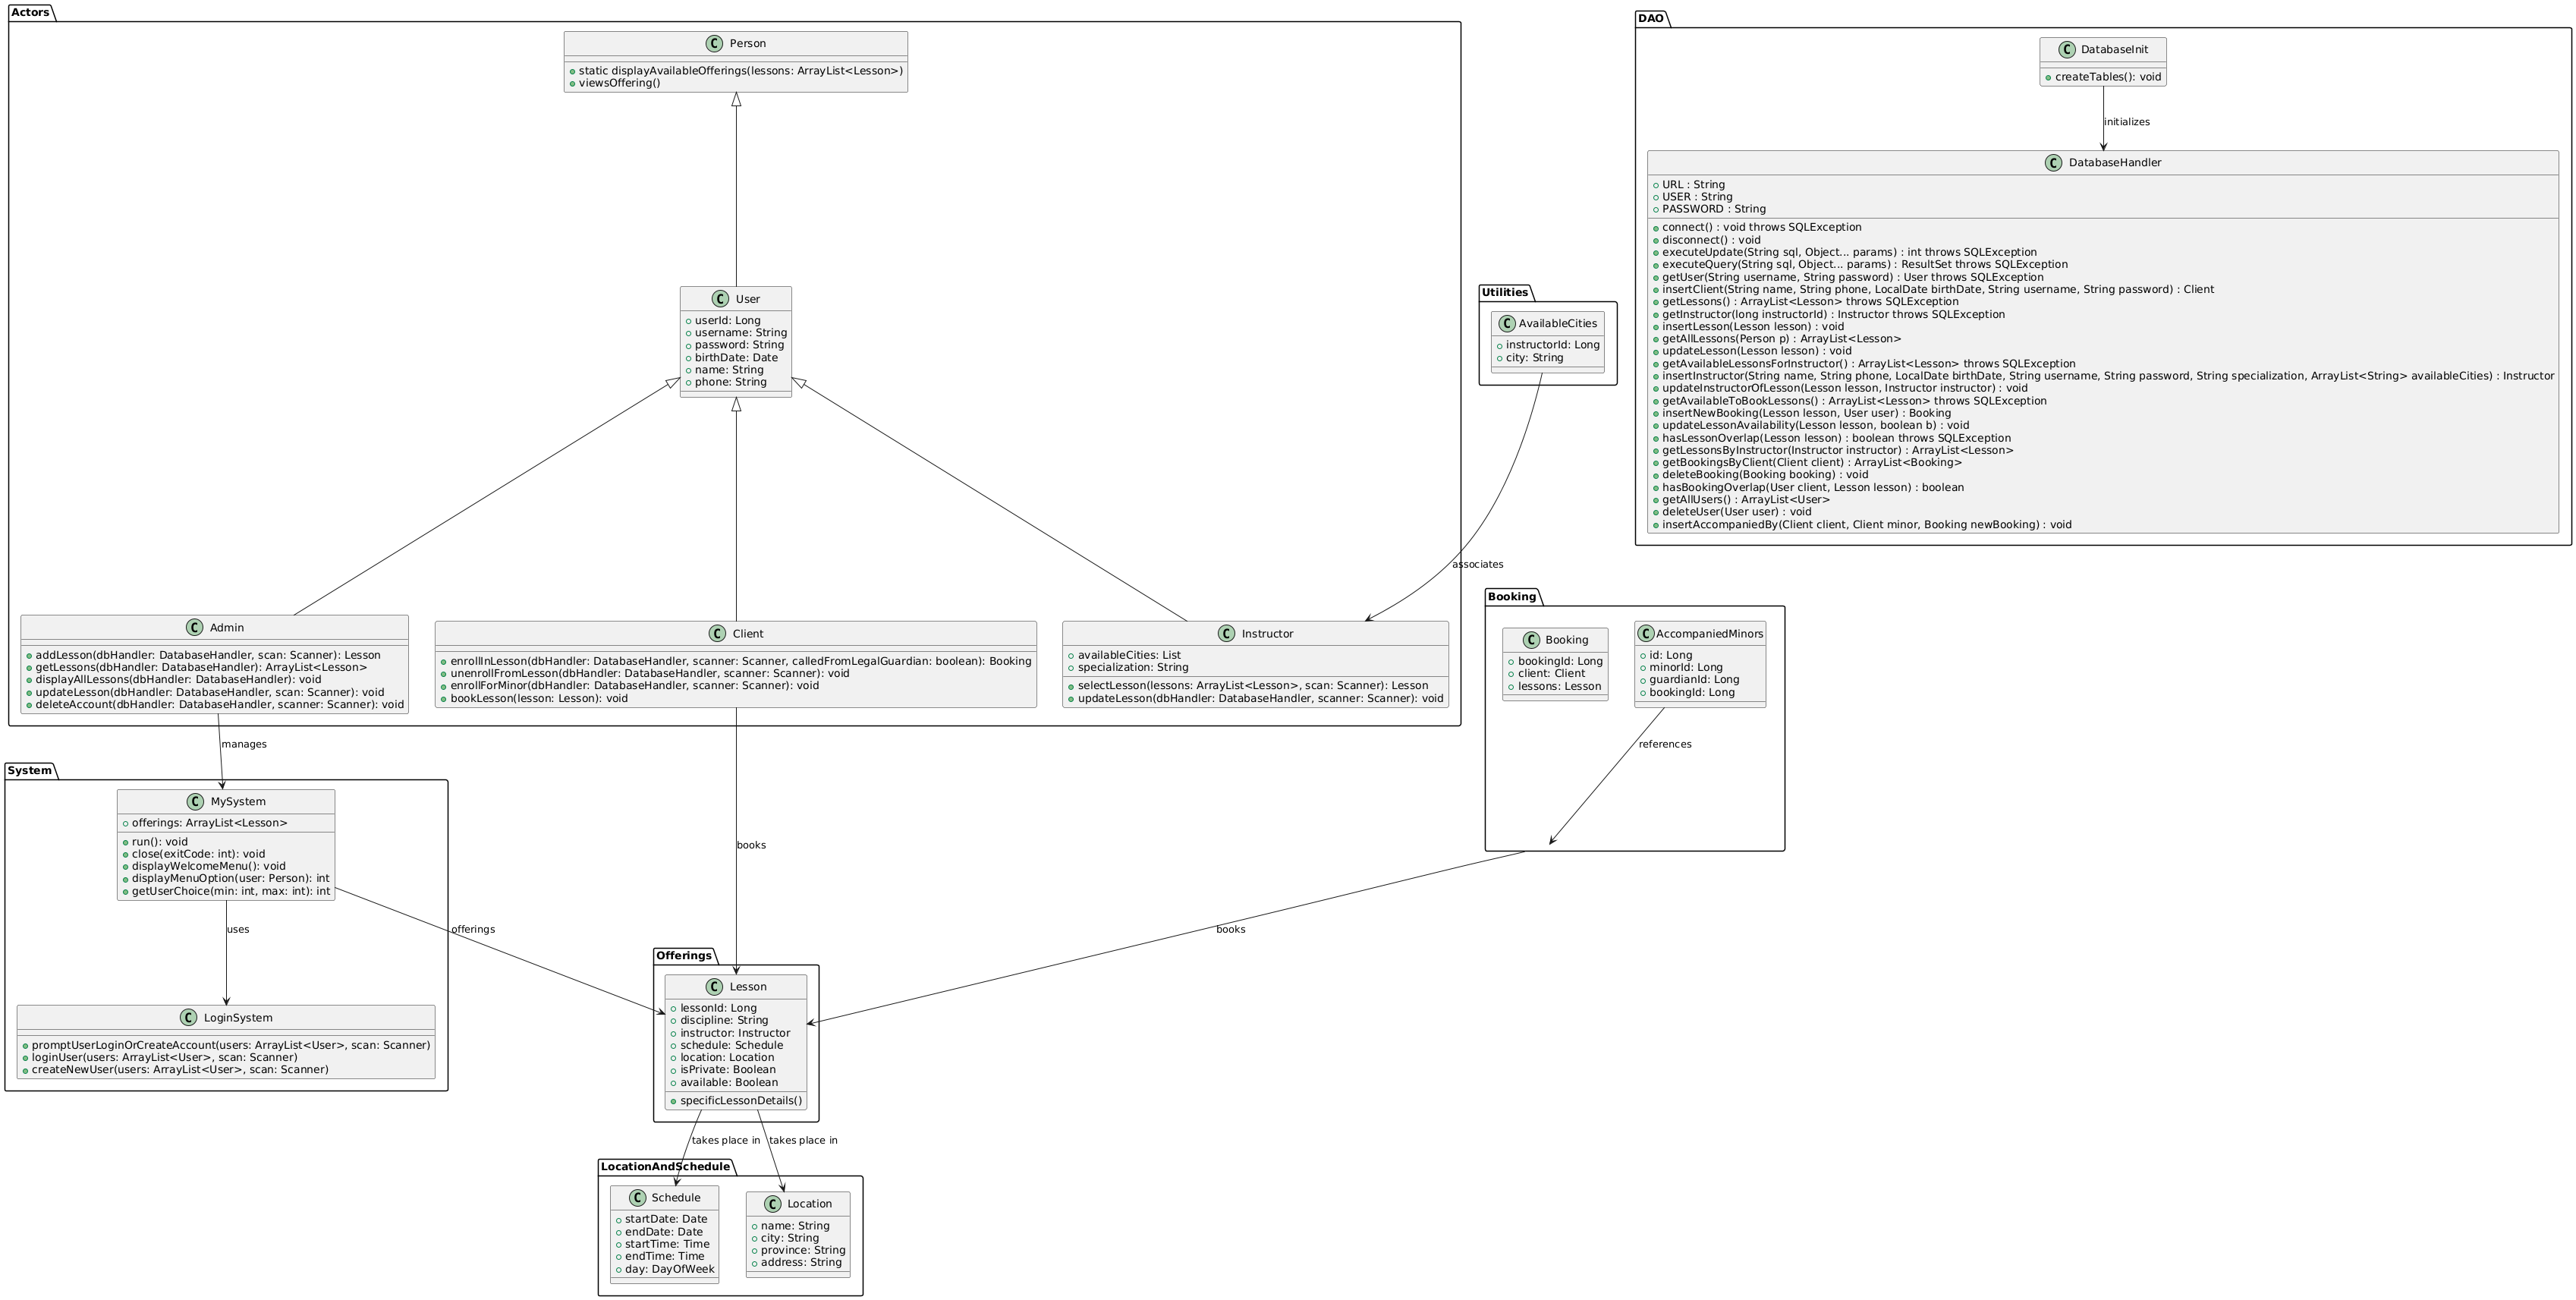 Actors
C Person
static displayAvailableOfferings(lessons: ArrayList<Lesson>)
viewsOffering()
C User
userId: Long
username: String
password: String
birthDate: Date
name: String
phone: String
C Admin
addLesson(dbHandler: DatabaseHandler, scan: Scanner): Lesson
getLessons(dbHandler: DatabaseHandler): ArrayList<Lesson>
displayAllLessons(dbHandler: DatabaseHandler): void
updateLesson(dbHandler: DatabaseHandler, scan: Scanner): void
deleteAccount(dbHandler: DatabaseHandler, scanner: Scanner): void
C Client
enrollInLesson(dbHandler: DatabaseHandler, scanner: Scanner, calledFromLegalGuardian: boolean): Booking
unenrollFromLesson(dbHandler: DatabaseHandler, scanner: Scanner): void
enrollForMinor(dbHandler: DatabaseHandler, scanner: Scanner): void
bookLesson(lesson: Lesson): void
C Instructor
availableCities: List
specialization: String
selectLesson(lessons: ArrayList<Lesson>, scan: Scanner): Lesson
updateLesson(dbHandler: DatabaseHandler, scanner: Scanner): void
Utilities
C AvailableCities
instructorId: Long
city: String
associates
DAO
C DatabaseInit
createTables(): void
initializes
C DatabaseHandler
URL : String
USER : String
PASSWORD : String
connect() : void throws SQLException
disconnect() : void
executeUpdate(String sql, Object... params) : int throws SQLException
executeQuery(String sql, Object... params) : ResultSet throws SQLException
getUser(String username, String password) : User throws SQLException
insertClient(String name, String phone, LocalDate birthDate, String username, String password) : Client
getLessons() : ArrayList<Lesson> throws SQLException
getInstructor(long instructorId) : Instructor throws SQLException
insertLesson(Lesson lesson) : void
getAllLessons(Person p) : ArrayList<Lesson>
updateLesson(Lesson lesson) : void
getAvailableLessonsForInstructor() : ArrayList<Lesson> throws SQLException
insertInstructor(String name, String phone, LocalDate birthDate, String username, String password, String specialization, ArrayList<String> availableCities) : Instructor
updateInstructorOfLesson(Lesson lesson, Instructor instructor) : void
getAvailableToBookLessons() : ArrayList<Lesson> throws SQLException
insertNewBooking(Lesson lesson, User user) : Booking
updateLessonAvailability(Lesson lesson, boolean b) : void
hasLessonOverlap(Lesson lesson) : boolean throws SQLException
getLessonsByInstructor(Instructor instructor) : ArrayList<Lesson>
getBookingsByClient(Client client) : ArrayList<Booking>
deleteBooking(Booking booking) : void
hasBookingOverlap(User client, Lesson lesson) : boolean
getAllUsers() : ArrayList<User>
deleteUser(User user) : void
insertAccompaniedBy(Client client, Client minor, Booking newBooking) : void
Booking
C Booking
bookingId: Long
client: Client
lessons: Lesson
C AccompaniedMinors
id: Long
minorId: Long
guardianId: Long
bookingId: Long
references
manages
System
C MySystem
offerings: ArrayList<Lesson>
run(): void
close(exitCode: int): void
displayWelcomeMenu(): void
displayMenuOption(user: Person): int
getUserChoice(min: int, max: int): int
uses
offerings
books
books
C LoginSystem
promptUserLoginOrCreateAccount(users: ArrayList<User>, scan: Scanner)
loginUser(users: ArrayList<User>, scan: Scanner)
createNewUser(users: ArrayList<User>, scan: Scanner)
Offerings
C Lesson
lessonId: Long
discipline: String
instructor: Instructor
schedule: Schedule
location: Location
isPrivate: Boolean
available: Boolean
specificLessonDetails()
takes place in
takes place in
LocationAndSchedule
C Schedule
startDate: Date
endDate: Date
startTime: Time
endTime: Time
day: DayOfWeek
C Location
name: String
city: String
province: String
address: String